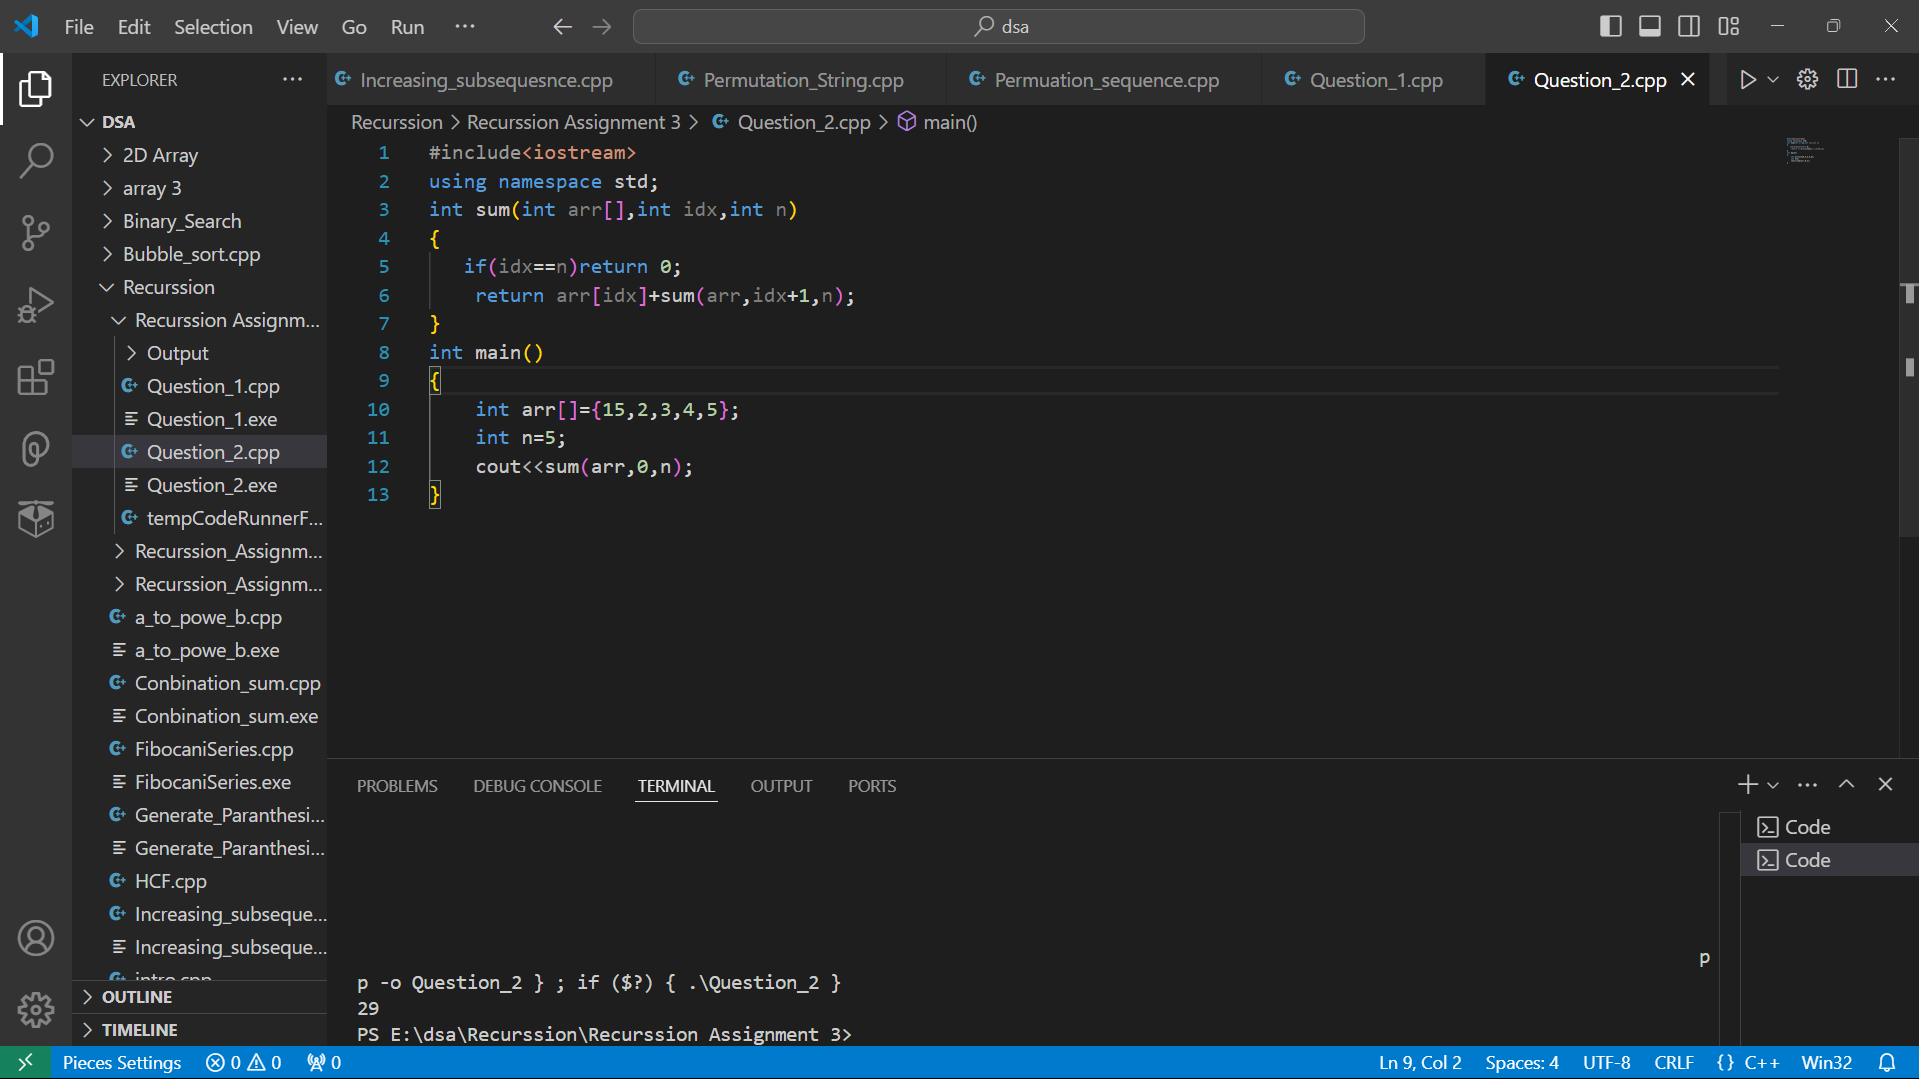 File Edit Selection View Go Run ··· dsa
EXPLORER ···
DSA
2D Array
array 3
Binary_Search
Bubble_sort.cpp
Recurssion
Recurssion Assignm...
Output
Question_1.cpp
Question_1.exe
Question_2.cpp
Question_2.exe
tempCodeRunnerF...
Recurssion_Assignm...
Recurssion_Assignm...
a_to_powe_b.cpp
a_to_powe_b.exe
Conbination_sum.cpp
Conbination_sum.exe
FibocaniSeries.cpp
FibocaniSeries.exe
Generate_Paranthesi...
Generate_Paranthesi...
HCF.cpp
Increasing_subseque...
Increasing_subseque...
intro.cpp
OUTLINE
TIMELINE
Increasing_subsequesnce.cpp Permutation_String.cpp Permuation_sequence.cpp Question_1.cpp Question_2.cpp
Recurssion > Recurssion Assignment 3 > Question_2.cpp > main()
1 #include<iostream>
2 using namespace std;
3 int sum(int arr[],int idx,int n)
4 {
5 if(idx==n)return 0;
6 return arr[idx]+sum(arr,idx+1,n);
7 }
8 int main()
9 {
10 int arr[]={15,2,3,4,5};
11 int n=5;
12 cout<<sum(arr,0,n);
13 }
PROBLEMS DEBUG CONSOLE TERMINAL OUTPUT PORTS
Code
Code
p
p -o Question_2 } ; if ($?) { .\Question_2 }
29
PS E:\dsa\Recurssion\Recurssion Assignment 3>
Pieces Settings 0 0 0 Ln 9, Col 2 Spaces: 4 UTF-8 CRLF {} C++ Win32